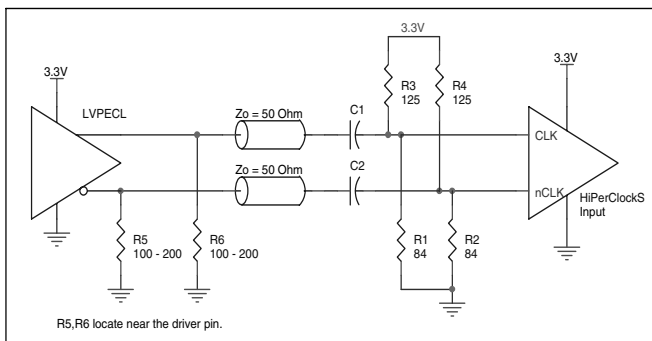 3.3V
3.3V
3.3V
R3
125
R4
125
LVPECL
Zo = 50 Ohm
C1
CLK
Zo = 50 Ohm
C2
nCLK
HiPerClockS
Input
R5
100 - 200
R6
100 - 200
R1
84
R2
84
R5,R6 locate near the driver pin.